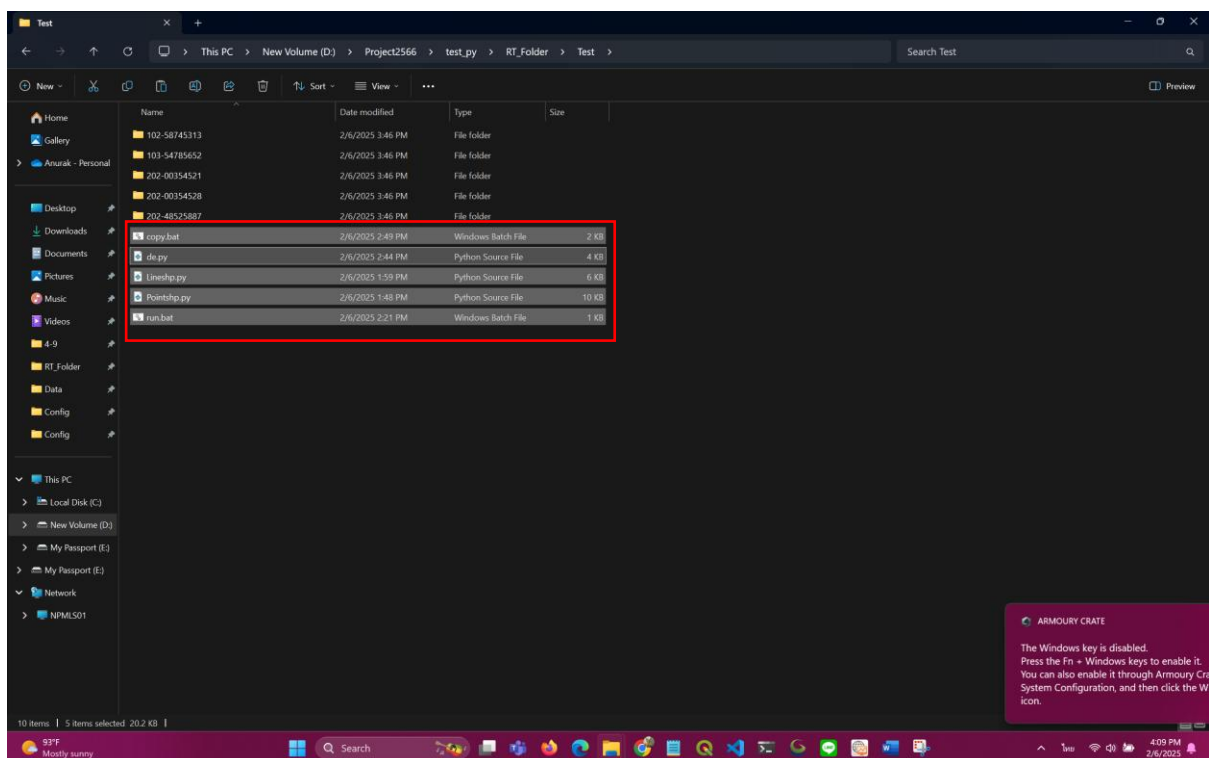 Test
This PC > New Volume (D:) > Project2566 > test_py > RT_Folder > Test >
Search Test
New
Sort
View
Preview
Name Date modified Type Size
Home
Gallery
Anurak - Personal
Desktop
Downloads
Documents
Pictures
Music
Videos
4-9
RT_Folder
Data
Config
Config
This PC
Local Disk (C:)
New Volume (D:)
My Passport (E:)
My Passport (E:)
Network
NPMLS01
102-58745313 2/6/2025 3:46 PM File folder
103-54785652 2/6/2025 3:46 PM File folder
202-00354521 2/6/2025 3:46 PM File folder
202-00354528 2/6/2025 3:46 PM File folder
202-48525887 2/6/2025 3:46 PM File folder
copy.bat 2/6/2025 2:49 PM Windows Batch File 2 KB
de.py 2/6/2025 2:44 PM Python Source File 4 KB
Lineshp.py 2/6/2025 1:59 PM Python Source File 6 KB
Pointshp.py 2/6/2025 1:48 PM Python Source File 10 KB
run.bat 2/6/2025 2:21 PM Windows Batch File 1 KB
ARMOURY CRATE
The Windows key is disabled.
Press the Fn + Windows keys to enable it.
You can also enable it through Armoury Cra
System Configuration, and then click the W
icon.
10 items 5 items selected 20.2 KB
93°F
Mostly sunny
Search
ไทย
4:09 PM
2/6/2025